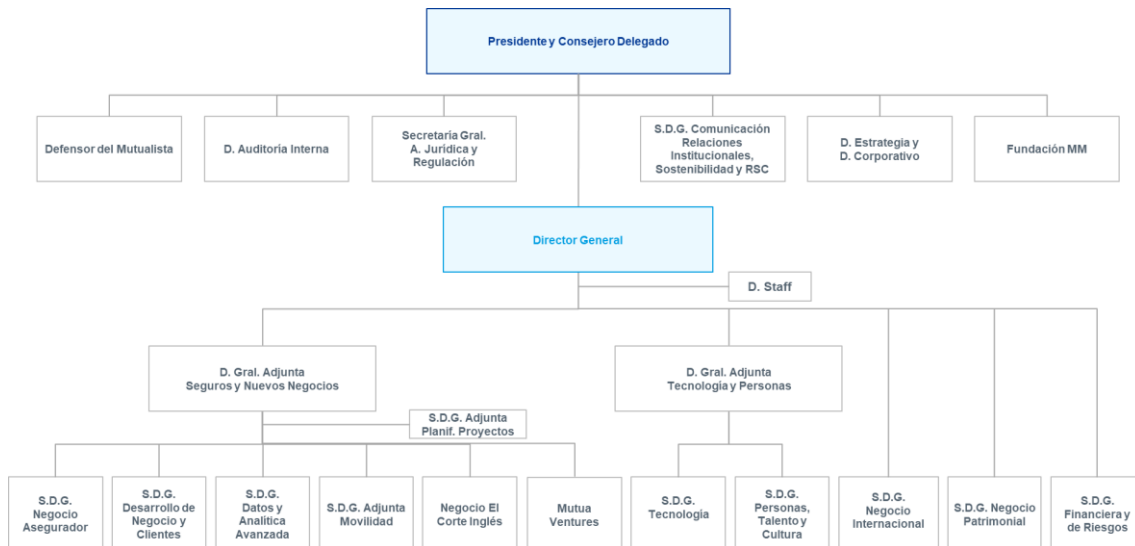 Presidente y Consejero Delegado
Defensor del Mutualista
D. Auditoría Interna
Secretaría Gral.
A. Jurídica y
Regulación
S.D.G. Comunicación
Relaciones
Institucionales,
Sostenibilidad y RSC
D. Estrategia y
D. Corporativo
Fundación MM
Director General
D. Staff
D. Gral. Adjunta
Seguros y Nuevos Negocios
D. Gral. Adjunta
Tecnología y Personas
S.D.G. Adjunta
Planif. Proyectos
S.D.G.
Negocio
Asegurador
S.D.G.
Desarrollo de
Negocio y
Clientes
S.D.G.
Datos y
Analítica
Avanzada
S.D.G. Adjunta
Movilidad
Negocio El
Corte Inglés
Mutua
Ventures
S.D.G.
Tecnología
S.D.G.
Personas,
Talento y
Cultura
S.D.G.
Negocio
Internacional
S.D.G. Negocio
Patrimonial
S.D.G.
Financiera y
de Riesgos